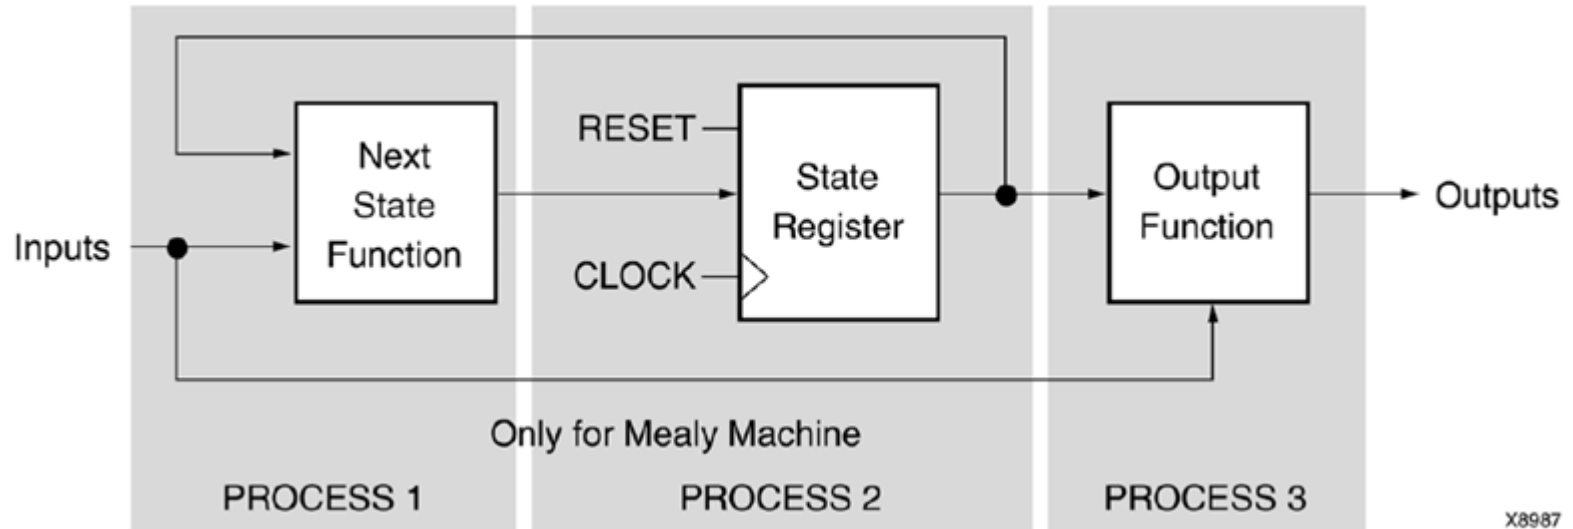 Inputs
Next
State
Function
RESET
CLOCK
State
Register
Output
Function
Outputs
Only for Mealy Machine
PROCESS 1
PROCESS 2
PROCESS 3
X8987